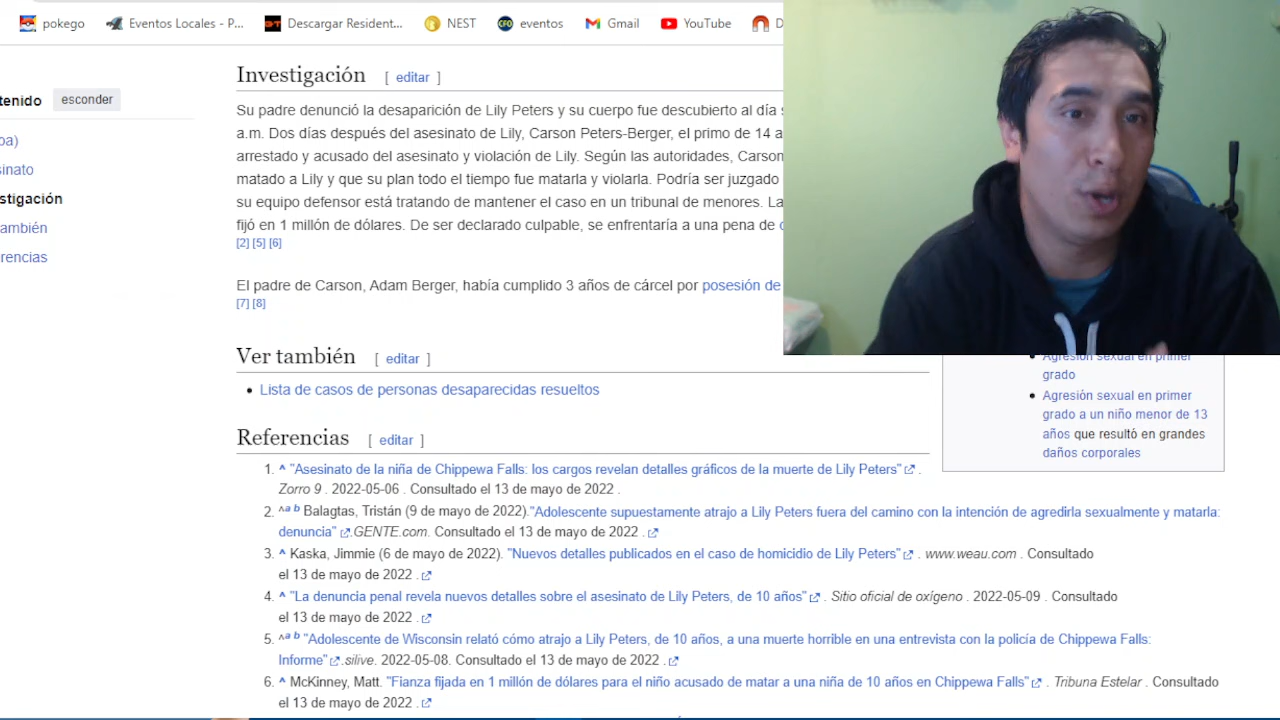 pokego Eventos Locales - P... Descargar Resident... NEST eventos Gmail YouTube D
Investigación [ editar ]
tenido esconder
Su padre denunció la desaparición de Lily Peters y su cuerpo fue descubierto al día s
a.m. Dos días después del asesinato de Lily, Carson Peters-Berger, el primo de 14 a
pa)
arrestado y acusado del asesinato y violación de Lily. Según las autoridades, Carson
sinato
matado a Lily y que su plan todo el tiempo fue matarla y violarla. Podría ser juzgado
stigación
su equipo defensor está tratando de mantener el caso en un tribunal de menores. La
ambién
fijó en 1 millón de dólares. De ser declarado culpable, se enfrentaría a una pena de c
[2] [5] [6]
rencias
El padre de Carson, Adam Berger, había cumplido 3 años de cárcel por posesión de
[7] [8]
Ver también [ editar ]
Agresión sexual en primer
grado
• Lista de casos de personas desaparecidas resueltos
Agresión sexual en primer
grado a un niño menor de 13
años que resultó en grandes
daños corporales
Referencias [ editar ]
1. ^ "Asesinato de la niña de Chippewa Falls: los cargos revelan detalles gráficos de la muerte de Lily Peters" .
Zorro 9 . 2022-05-06 . Consultado el 13 de mayo de 2022 .
2. ^a b Balagtas, Tristán (9 de mayo de 2022)."Adolescente supuestamente atrajo a Lily Peters fuera del camino con la intención de agredirla sexualmente y matarla:
denuncia" .GENTE.com. Consultado el 13 de mayo de 2022 .
3. ^ Kaska, Jimmie (6 de mayo de 2022). "Nuevos detalles publicados en el caso de homicidio de Lily Peters" . www.weau.com . Consultado
el 13 de mayo de 2022 .
4. ^ "La denuncia penal revela nuevos detalles sobre el asesinato de Lily Peters, de 10 años" . Sitio oficial de oxígeno . 2022-05-09 . Consultado
el 13 de mayo de 2022 .
5. ^a b "Adolescente de Wisconsin relató cómo atrajo a Lily Peters, de 10 años, a una muerte horrible en una entrevista con la policía de Chippewa Falls:
Informe" .silive. 2022-05-08. Consultado el 13 de mayo de 2022 .
6. ^ McKinney, Matt. "Fianza fijada en 1 millón de dólares para el niño acusado de matar a una niña de 10 años en Chippewa Falls" . Tribuna Estelar . Consultado
el 13 de mayo de 2022 .